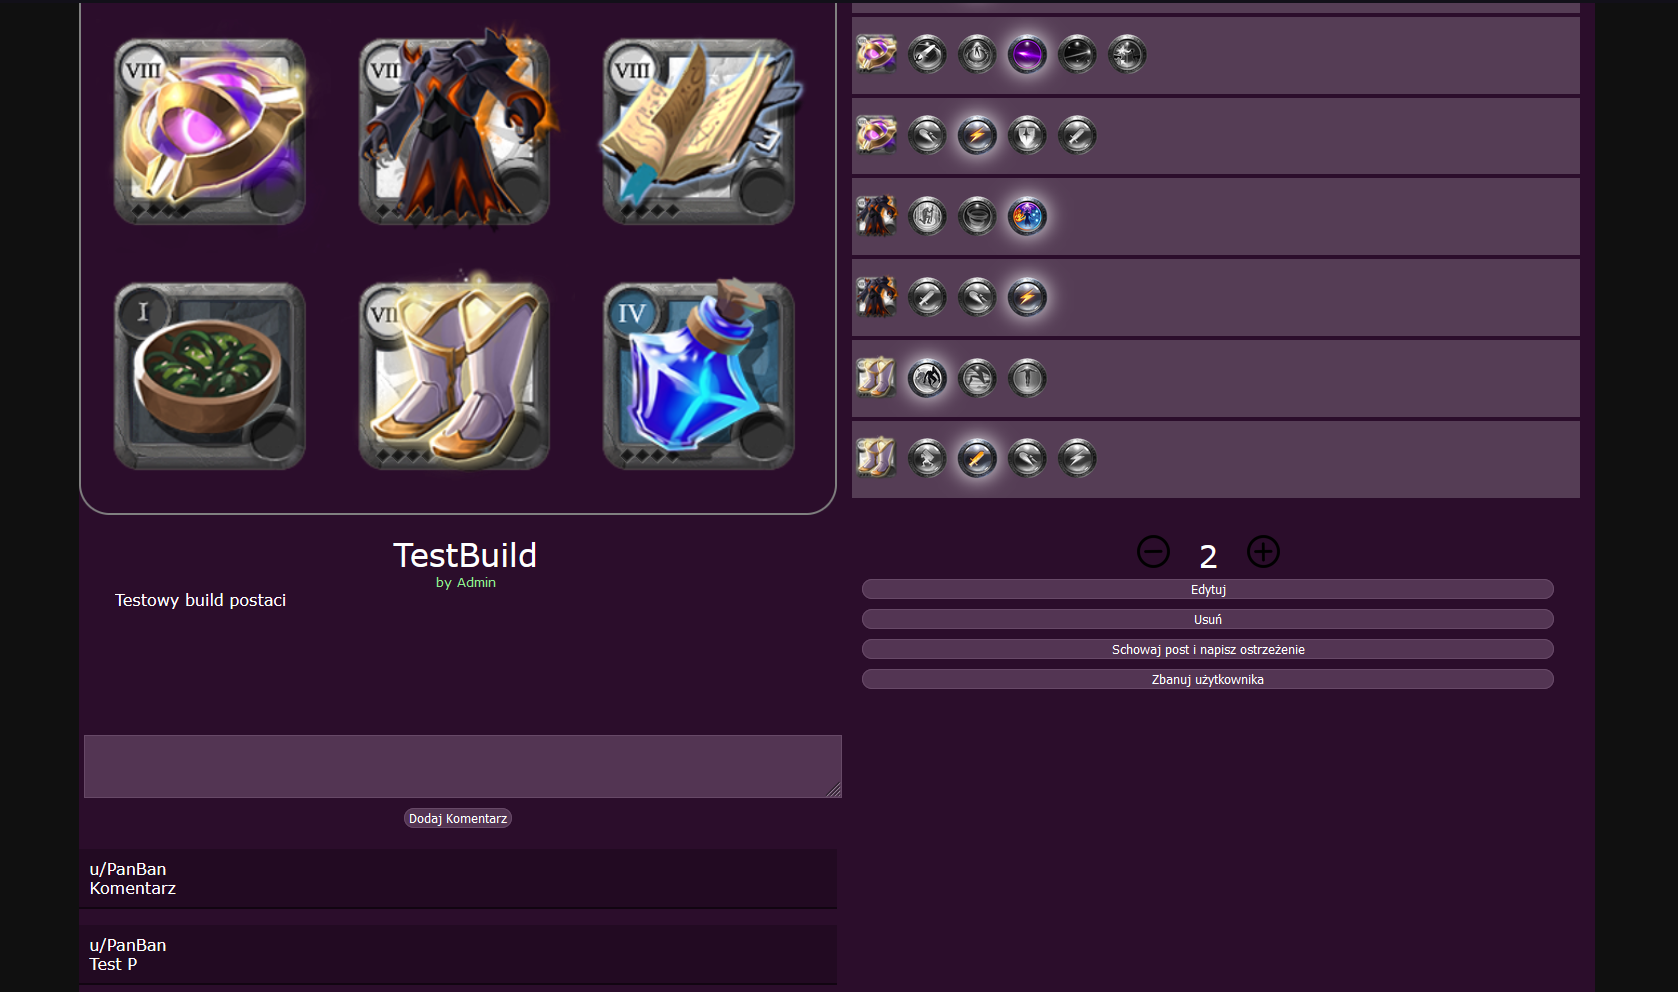 VIII
VII
VIII
I
VII
IV
TestBuild
by Admin
Testowy build postaci
2
Edytuj
Usuń
Schowaj post i napisz ostrzeżenie
Zbanuj użytkownika
Dodaj Komentarz
u/PanBan
Komentarz
u/PanBan
Test P